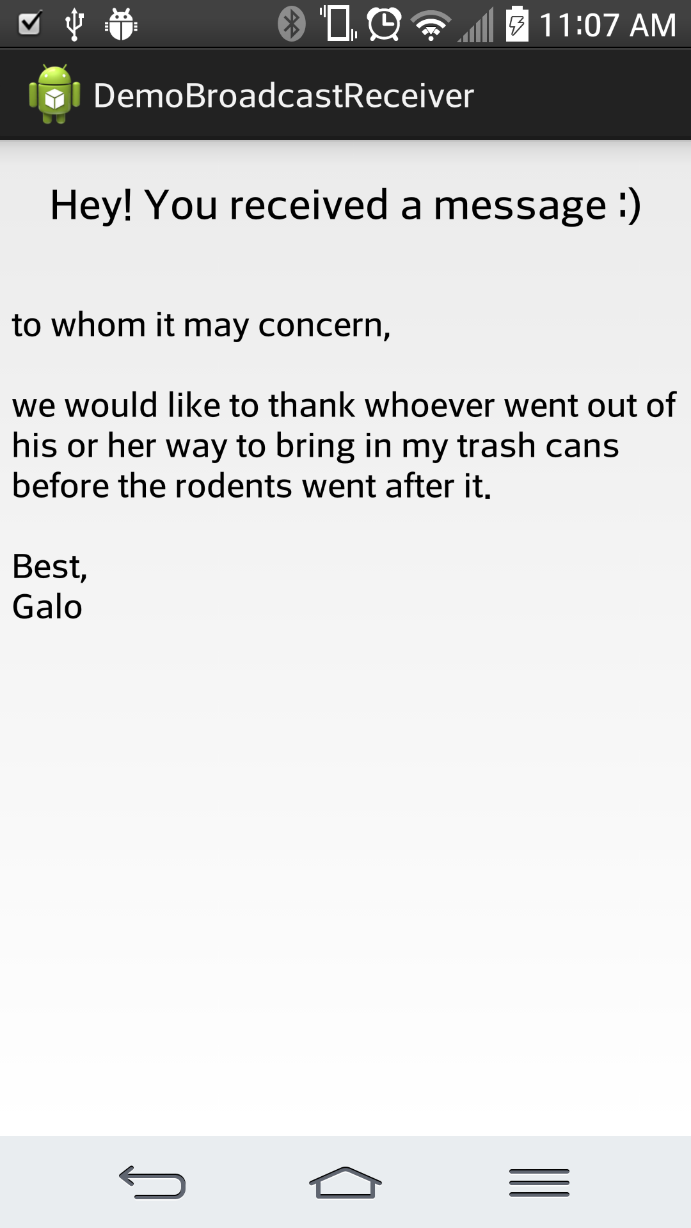 11:07 AM
DemoBroadcastReceiver
Hey! You received a message :)
to whom it may concern,
we would like to thank whoever went out of
his or her way to bring in my trash cans
before the rodents went after it.
Best,
Galo